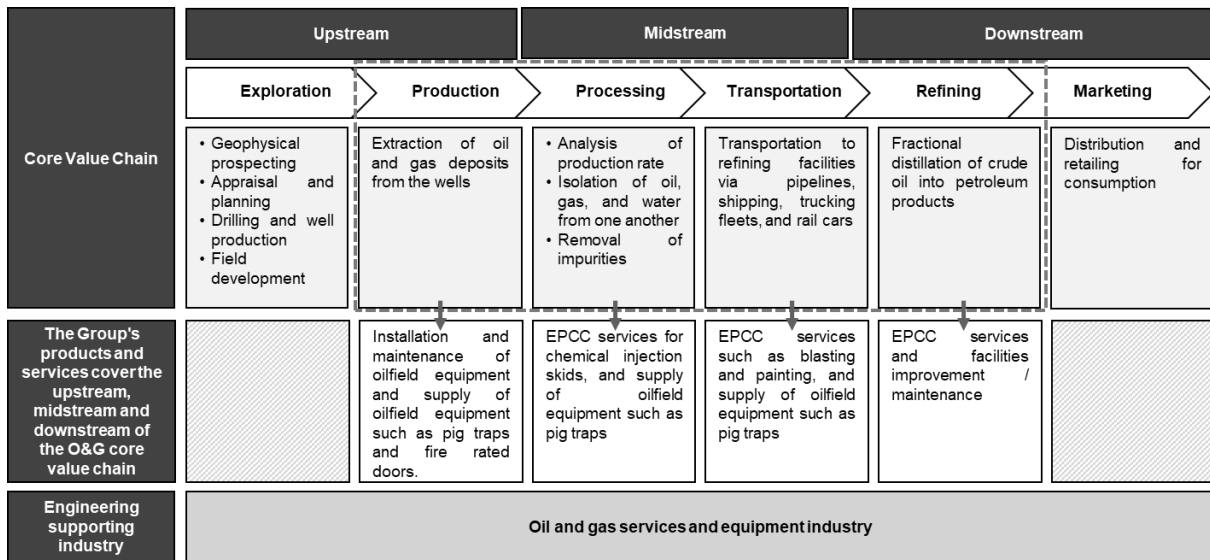 Upstream
Midstream
Downstream
Core Value Chain
Exploration
Production
Processing
Transportation
Refining
Marketing
• Geophysical
prospecting
• Appraisal and
planning
• Drilling and well
production
• Field
development
Extraction of oil
and gas deposits
from the wells
• Analysis of
production rate
• Isolation of oil,
gas, and water
from one another
• Removal of
impurities
Transportation to
refining facilities
via pipelines,
shipping, trucking
fleets, and rail cars
Fractional
distillation of crude
oil into petroleum
products
Distribution and
retailing for
consumption
The Group's
products and
services cover the
upstream,
midstream and
downstream of
the O&G core
value chain
Installation and
maintenance of
oilfield equipment
and supply of
oilfield equipment
such as pig traps
and fire rated
doors.
EPCC services for
chemical injection
skids, and supply
of oilfield
equipment such as
pig traps
EPCC services
such as blasting
and painting, and
supply of oilfield
equipment such as
pig traps
EPCC services
and facilities
improvement /
maintenance
Engineering
supporting
industry
Oil and gas services and equipment industry